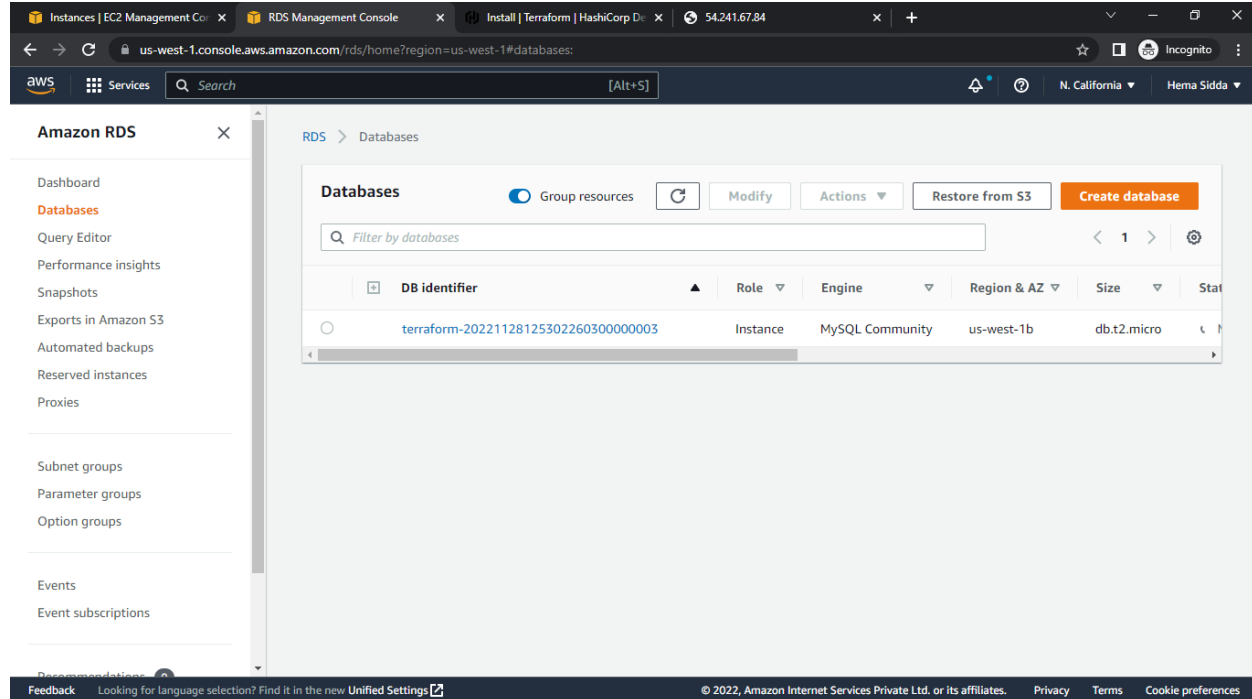 Instances | EC2 Management Con
RDS Management Console
Install | Terraform | HashiCorp De
54.241.67.84
us-west-1.console.aws.amazon.com/rds/home?region=us-west-1#databases:
Incognito
aws
Services
Search
[Alt+S]
N. California
Hema Sidda
Amazon RDS
Dashboard
Databases
Query Editor
Performance insights
Snapshots
Exports in Amazon S3
Automated backups
Reserved instances
Proxies
Subnet groups
Parameter groups
Option groups
Events
Event subscriptions
Recommendations
RDS > Databases
Databases
Group resources
Modify
Actions
Restore from S3
Create database
Filter by databases
1
DB identifier Role Engine Region & AZ Size Stat
terraform-20221128125302260300000003 Instance MySQL Community us-west-1b db.t2.micro
Feedback Looking for language selection? Find it in the new Unified Settings
© 2022, Amazon Internet Services Private Ltd. or its affiliates. Privacy Terms Cookie preferences